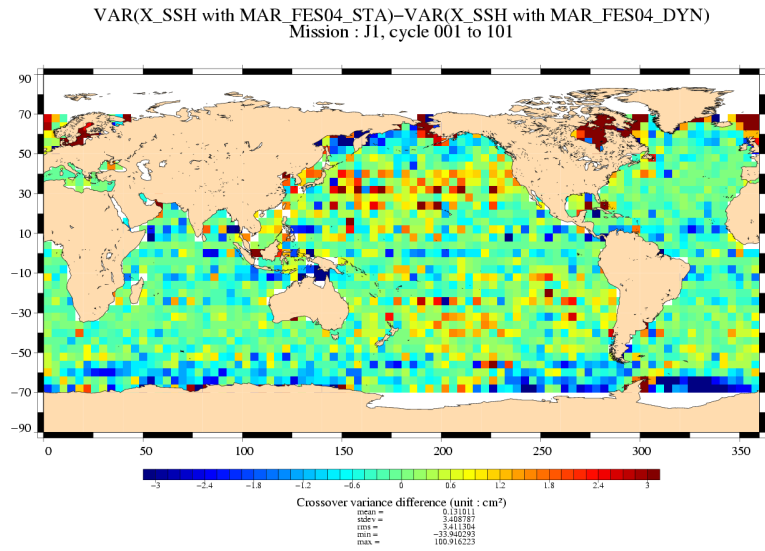 VAR(X_SSH with MAR_FES04_STA)−VAR(X_SSH with MAR_FES04_DYN)
Mission : J1, cycle 001 to 101
90
70
50
30
10
−10
−30
−50
−70
−90
0 50 100 150 200 250 300 350
−3 −2.4 −1.8 −1.2 −0.6 0 0.6 1.2 1.8 2.4 3
Crossover variance difference (unit : cm²)
mean = 0.131011
stdev = 3.408787
rms = 3.411304
min = −33.940293
max = 100.916223